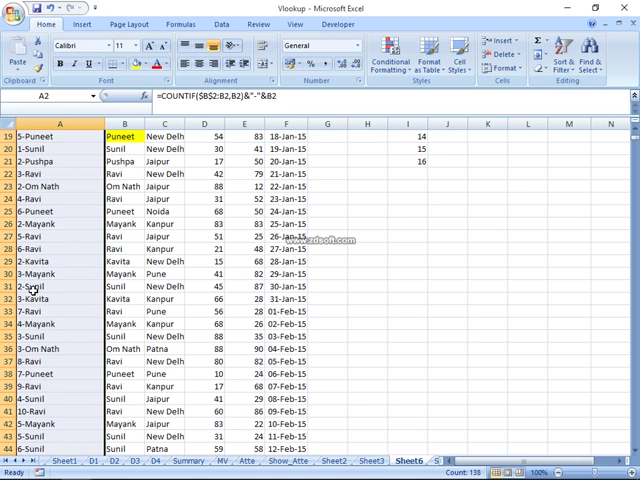 Vlookup - Microsoft Excel
Home Insert Page Layout Formulas Data Review View Developer
Paste
Calibri 11
General
Conditional Formatting Format as Table Cell Styles
Insert
Delete
Format
Sort & Filter Find & Select
Clipboard Font Alignment Number Styles Cells Editing
A2 =COUNTIF($B$2:B2,B2)&"-"&B2
A B C D E F G H I J K L M N
19 5-Puneet Puneet New Delh 54 83 18-Jan-15 14
20 1-Sunil Sunil New Delh 30 41 19-Jan-15 15
21 2-Pushpa Pushpa Jaipur 17 50 20-Jan-15 16
22 3-Ravi Ravi New Delh 42 79 21-Jan-15
23 2-Om Nath Om Nath Jaipur 88 12 22-Jan-15
24 4-Ravi Ravi Jaipur 31 52 23-Jan-15
25 6-Puneet Puneet Noida 68 50 24-Jan-15
26 2-Mayank Mayank Kanpur 83 83 25-Jan-15
27 5-Ravi Ravi Jaipur 51 25 26-Jan-15
www.zdsoft.com
28 6-Ravi Ravi Kanpur 21 48 27-Jan-15
29 2-Kavita Kavita New Delh 15 68 28-Jan-15
30 3-Mayank Mayank Pune 41 82 29-Jan-15
31 2-Sunil Sunil New Delh 45 87 30-Jan-15
32 3-Kavita Kavita Kanpur 66 28 31-Jan-15
33 7-Ravi Ravi Pune 56 28 01-Feb-15
34 4-Mayank Mayank Kanpur 68 26 02-Feb-15
35 3-Sunil Sunil New Delh 88 35 03-Feb-15
36 3-Om Nath Om Nath Patna 88 90 04-Feb-15
37 8-Ravi Ravi New Delh 80 82 05-Feb-15
38 7-Puneet Puneet Pune 10 24 06-Feb-15
39 9-Ravi Ravi Kanpur 17 68 07-Feb-15
40 4-Sunil Sunil Jaipur 41 29 08-Feb-15
41 10-Ravi Ravi New Delh 60 86 09-Feb-15
42 5-Mayank Mayank Jaipur 83 22 10-Feb-15
43 5-Sunil Sunil New Delh 31 24 11-Feb-15
44 6-Sunil Sunil Patna 59 58 12-Feb-15
Sheet1 D1 D2 D3 D4 Summary MV Atte Show_Atte Sheet2 Sheet3 Sheet6 S
Ready Count: 138 100%